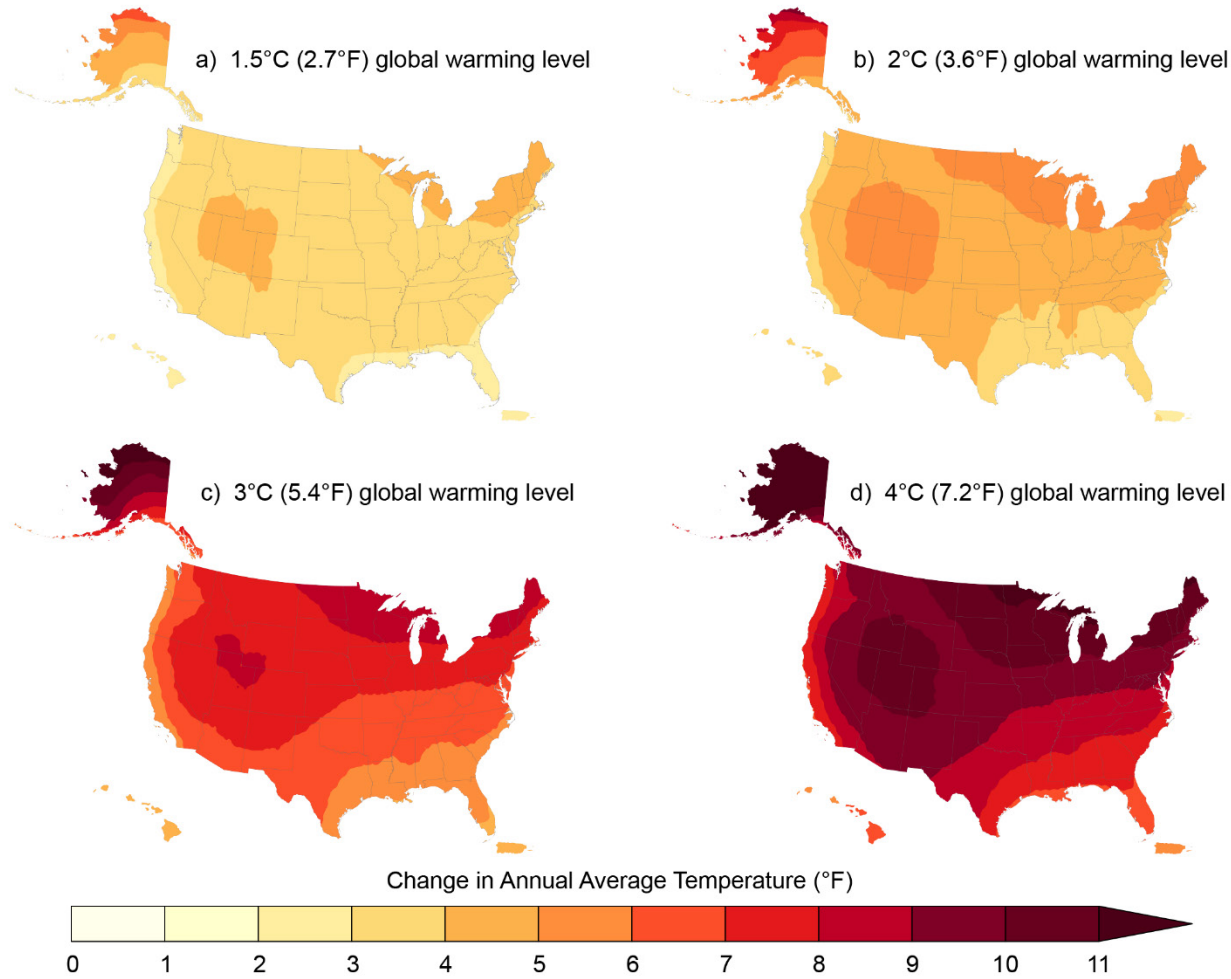 a) 1.5°C (2.7°F) global warming level
b) 2°C (3.6°F) global warming level
c) 3°C (5.4°F) global warming level
d) 4°C (7.2°F) global warming level
Change in Annual Average Temperature (°F)
0 1 2 3 4 5 6 7 8 9 10 11